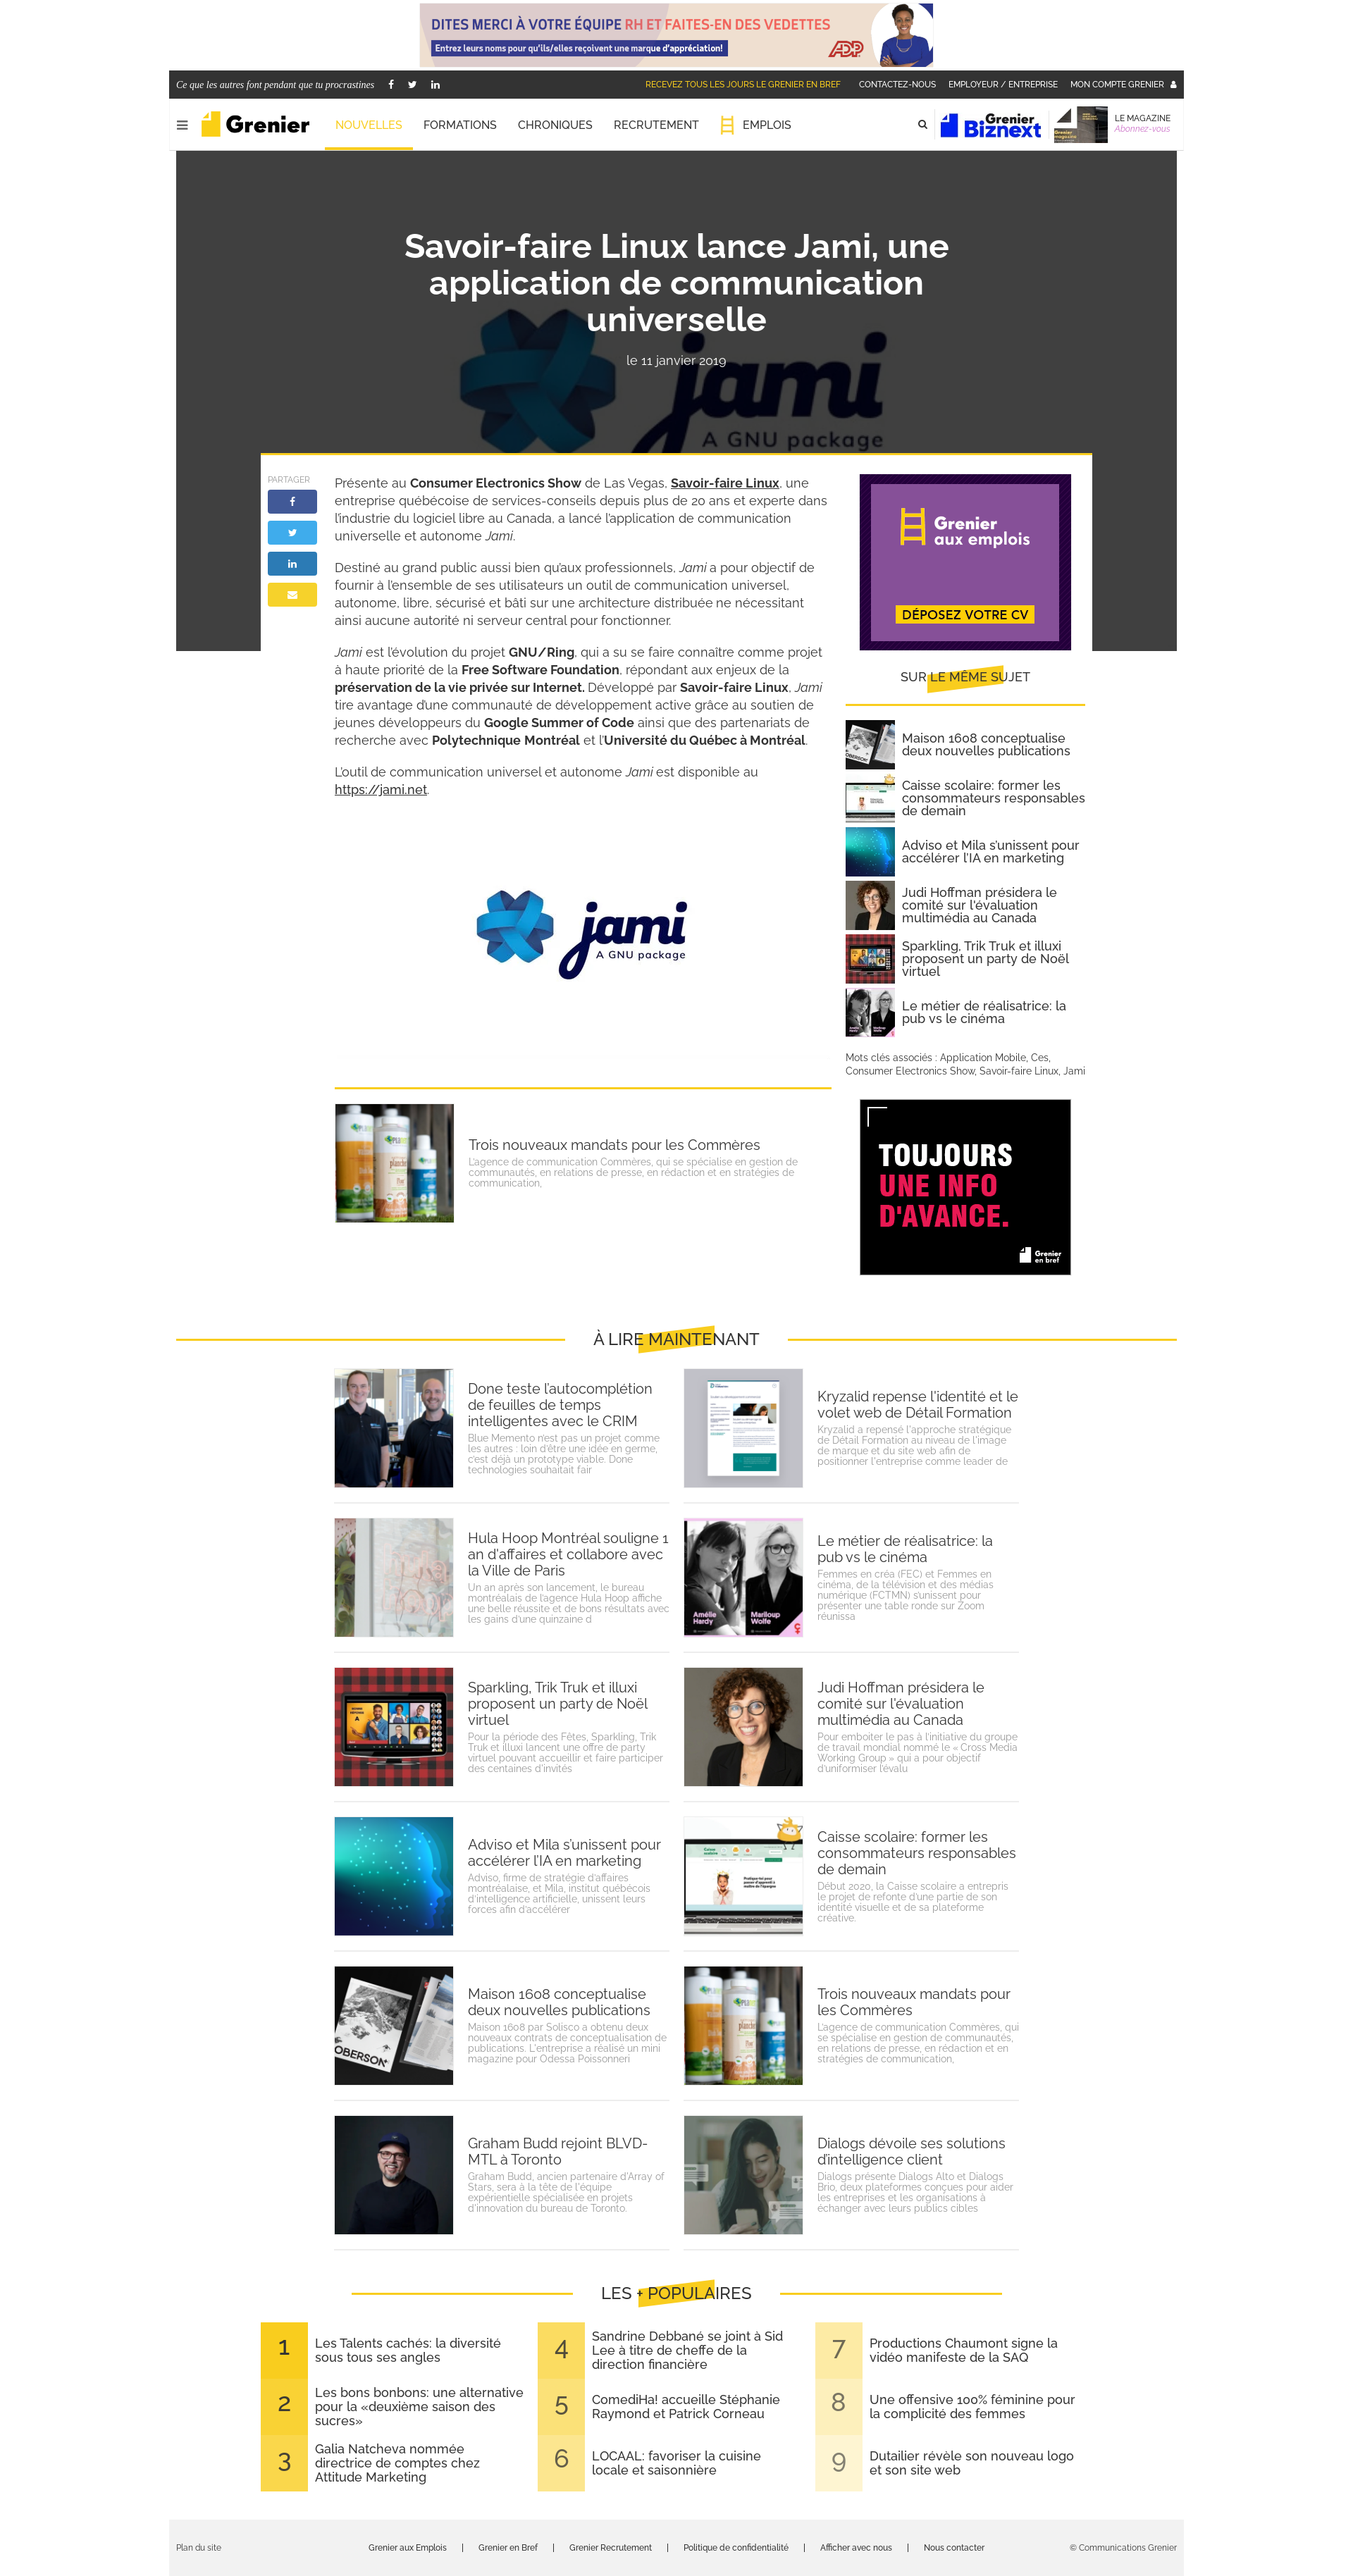 DITES MERCI À VOTRE ÉQUIPE RH ET FAITES-EN DES VEDETTES
Entrez leurs noms pour qu'ils/elles reçoivent une marque d'appréciation!
ADP
Ce que les autres font pendant que tu procrastines
RECEVEZ TOUS LES JOURS LE GRENIER EN BREF
CONTACTEZ-NOUS
EMPLOYEUR / ENTREPRISE
MON COMPTE GRENIER
Grenier
NOUVELLES
FORMATIONS
CHRONIQUES
RECRUTEMENT
EMPLOIS
Grenier
Biznext
LE MAGAZINE
Abonnez-vous
Savoir-faire Linux lance Jami, une
application de communication
universelle
le 11 janvier 2019
jami
A GNU package
PARTAGER
Présente au Consumer Electronics Show de Las Vegas, Savoir-faire Linux, une
entreprise québécoise de services-conseils depuis plus de 20 ans et experte dans
l'industrie du logiciel libre au Canada, a lancé l'application de communication
universelle et autonome Jami.
Destiné au grand public aussi bien qu'aux professionnels, Jami a pour objectif de
fournir à l'ensemble de ses utilisateurs un outil de communication universel,
autonome, libre, sécurisé et bâti sur une architecture distribuée ne nécessitant
ainsi aucune autorité ni serveur central pour fonctionner.
Jami est l'évolution du projet GNU/Ring, qui a su se faire connaître comme projet
à haute priorité de la Free Software Foundation, répondant aux enjeux de la
préservation de la vie privée sur Internet. Développé par Savoir-faire Linux, Jami
tire avantage d'une communauté de développement active grâce au soutien de
jeunes développeurs du Google Summer of Code ainsi que des partenariats de
recherche avec Polytechnique Montréal et l'Université du Québec à Montréal.
L'outil de communication universel et autonome Jami est disponible au
https://jami.net.
jami
A GNU package
Trois nouveaux mandats pour les Commères
L'agence de communication Commères, qui se spécialise en gestion de
communautés, en relations de presse, en rédaction et en stratégies de
communication,
Grenier
aux emplois
DÉPOSEZ VOTRE CV
SUR LE MÊME SUJET
Maison 1608 conceptualise
deux nouvelles publications
Caisse scolaire: former les
consommateurs responsables
de demain
Adviso et Mila s'unissent pour
accélérer l'IA en marketing
Judi Hoffman présidera le
comité sur l'évaluation
multimédia au Canada
Sparkling, Trik Truk et illuxi
proposent un party de Noël
virtuel
Le métier de réalisatrice: la
pub vs le cinéma
Mots clés associés : Application Mobile, Ces,
Consumer Electronics Show, Savoir-faire Linux, Jami
TOUJOURS
UNE INFO
D'AVANCE.
Grenier
en bref
À LIRE MAINTENANT
Done teste l'autocomplétion
de feuilles de temps
intelligentes avec le CRIM
Blue Memento n'est pas un projet comme
les autres : loin d'être une idée en germe,
c'est déjà un prototype viable. Done
technologies souhaitait fair
Kryzalid repense l'identité et le
volet web de Détail Formation
Kryzalid a repensé l'approche stratégique
de Détail Formation au niveau de l'image
de marque et du site web afin de
positionner l'entreprise comme leader de
Hula Hoop Montréal souligne 1
an d'affaires et collabore avec
la Ville de Paris
Un an après son lancement, le bureau
montréalais de l'agence Hula Hoop affiche
une belle réussite et de bons résultats avec
les gains d'une quinzaine d
Amélie
Hardy
Mariloup
Wolfe
Le métier de réalisatrice: la
pub vs le cinéma
Femmes en créa (FEC) et Femmes en
cinéma, de la télévision et des médias
numérique (FCTMN) s'unissent pour
présenter une table ronde sur Zoom
réunissa
Sparkling, Trik Truk et illuxi
proposent un party de Noël
virtuel
Pour la période des Fêtes, Sparkling, Trik
Truk et illuxi lancent une offre de party
virtuel pouvant accueillir et faire participer
des centaines d'invités
Judi Hoffman présidera le
comité sur l'évaluation
multimédia au Canada
Pour emboiter le pas à l'initiative du groupe
de travail mondial nommé le « Cross Media
Working Group » qui a pour objectif
d'uniformiser l'évalu
Adviso et Mila s'unissent pour
accélérer l'IA en marketing
Adviso, firme de stratégie d'affaires
montréalaise, et Mila, institut québécois
d'intelligence artificielle, unissent leurs
forces afin d'accélérer
Caisse scolaire: former les
consommateurs responsables
de demain
Début 2020, la Caisse scolaire a entrepris
le projet de refonte d'une partie de son
identité visuelle et de sa plateforme
créative.
OBERSON
Maison 1608 conceptualise
deux nouvelles publications
Maison 1608 par Solisco a obtenu deux
nouveaux contrats de conceptualisation de
publications. L'entreprise a réalisé un mini
magazine pour Odessa Poissonneri
Trois nouveaux mandats pour
les Commères
L'agence de communication Commères, qui
se spécialise en gestion de communautés,
en relations de presse, en rédaction et en
stratégies de communication,
Graham Budd rejoint BLVD-
MTL à Toronto
Graham Budd, ancien partenaire d'Array of
Stars, sera à la tête de l'équipe
expérientielle spécialisée en projets
d'innovation du bureau de Toronto.
Dialogs dévoile ses solutions
d'intelligence client
Dialogs présente Dialogs Alto et Dialogs
Brio, deux plateformes conçues pour aider
les entreprises et les organisations à
échanger avec leurs publics cibles
LES + POPULAIRES
1
Les Talents cachés: la diversité
sous tous ses angles
2
Les bons bonbons: une alternative
pour la «deuxième saison des
sucres»
3
Galia Natcheva nommée
directrice de comptes chez
Attitude Marketing
4
Sandrine Debbané se joint à Sid
Lee à titre de cheffe de la
direction financière
5
ComediHa! accueille Stéphanie
Raymond et Patrick Corneau
6
LOCAAL: favoriser la cuisine
locale et saisonnière
7
Productions Chaumont signe la
vidéo manifeste de la SAQ
8
Une offensive 100% féminine pour
la complicité des femmes
9
Dutailier révèle son nouveau logo
et son site web
Plan du site
Grenier aux Emplois | Grenier en Bref | Grenier Recrutement | Politique de confidentialité | Afficher avec nous | Nous contacter
© Communications Grenier